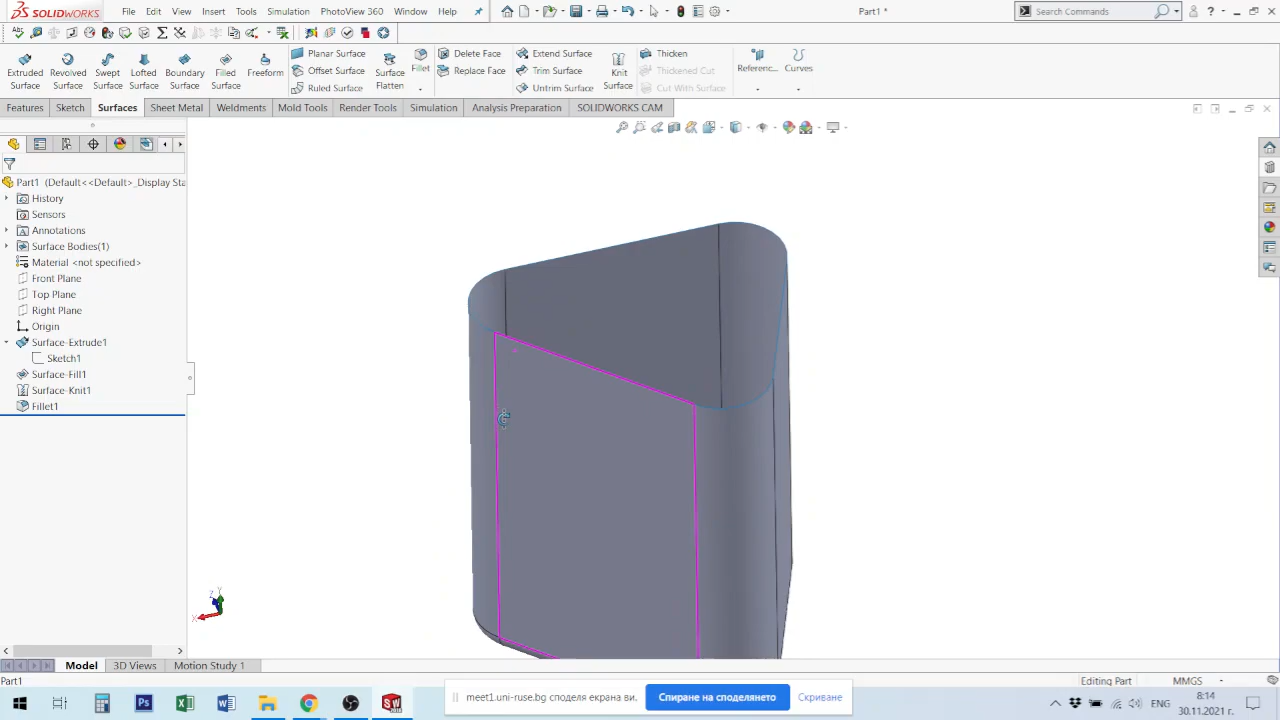 SOLIDWORKS File Edit View Insert Tools Simulation PhotoView 360 Window Help Part1 * Search Commands
Extruded Surface
Revolved Surface
Swept Surface
Lofted Surface
Boundary Surface
Filled Surface
Freeform
Planar Surface
Offset Surface
Ruled Surface
Surface Flatten
Fillet
Delete Face
Replace Face
Extend Surface
Trim Surface
Untrim Surface
Knit Surface
Thicken
Thickened Cut
Cut With Surface
Referenc...
Curves
Features Sketch Surfaces Sheet Metal Weldments Mold Tools Render Tools Simulation Analysis Preparation SOLIDWORKS CAM
Part1 (Default<<Default>_Display Sta
History
Sensors
Annotations
Surface Bodies(1)
Material <not specified>
Front Plane
Top Plane
Right Plane
Origin
Surface-Extrude1
Sketch1
Surface-Fill1
Surface-Knit1
Fillet1
Y
Z
X
Model 3D Views Motion Study 1
Part1 Editing Part MMGS
meet1.uni-ruse.bg споделя екрана ви. Спиране на споделянето Скриване
ENG 8:14
30.11.2021 г.